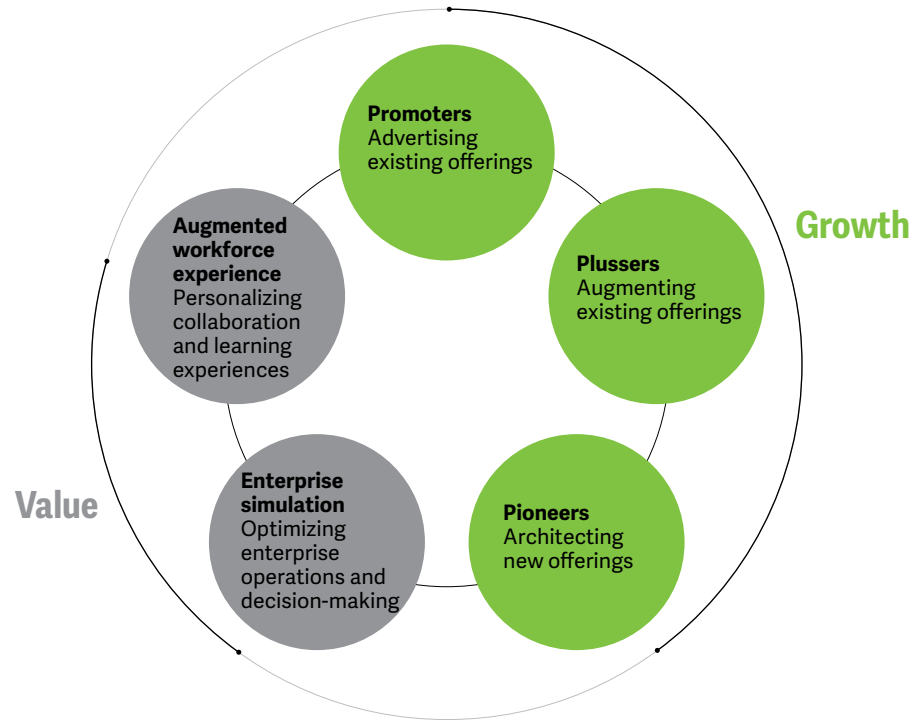 Promoters
Advertising
existing offerings
Growth
Plussers
Augmenting
existing offerings
Pioneers
Architecting
new offerings
Enterprise
simulation
Optimizing
enterprise
operations and
decision-making
Value
Augmented
workforce
experience
Personalizing
collaboration
and learning
experiences